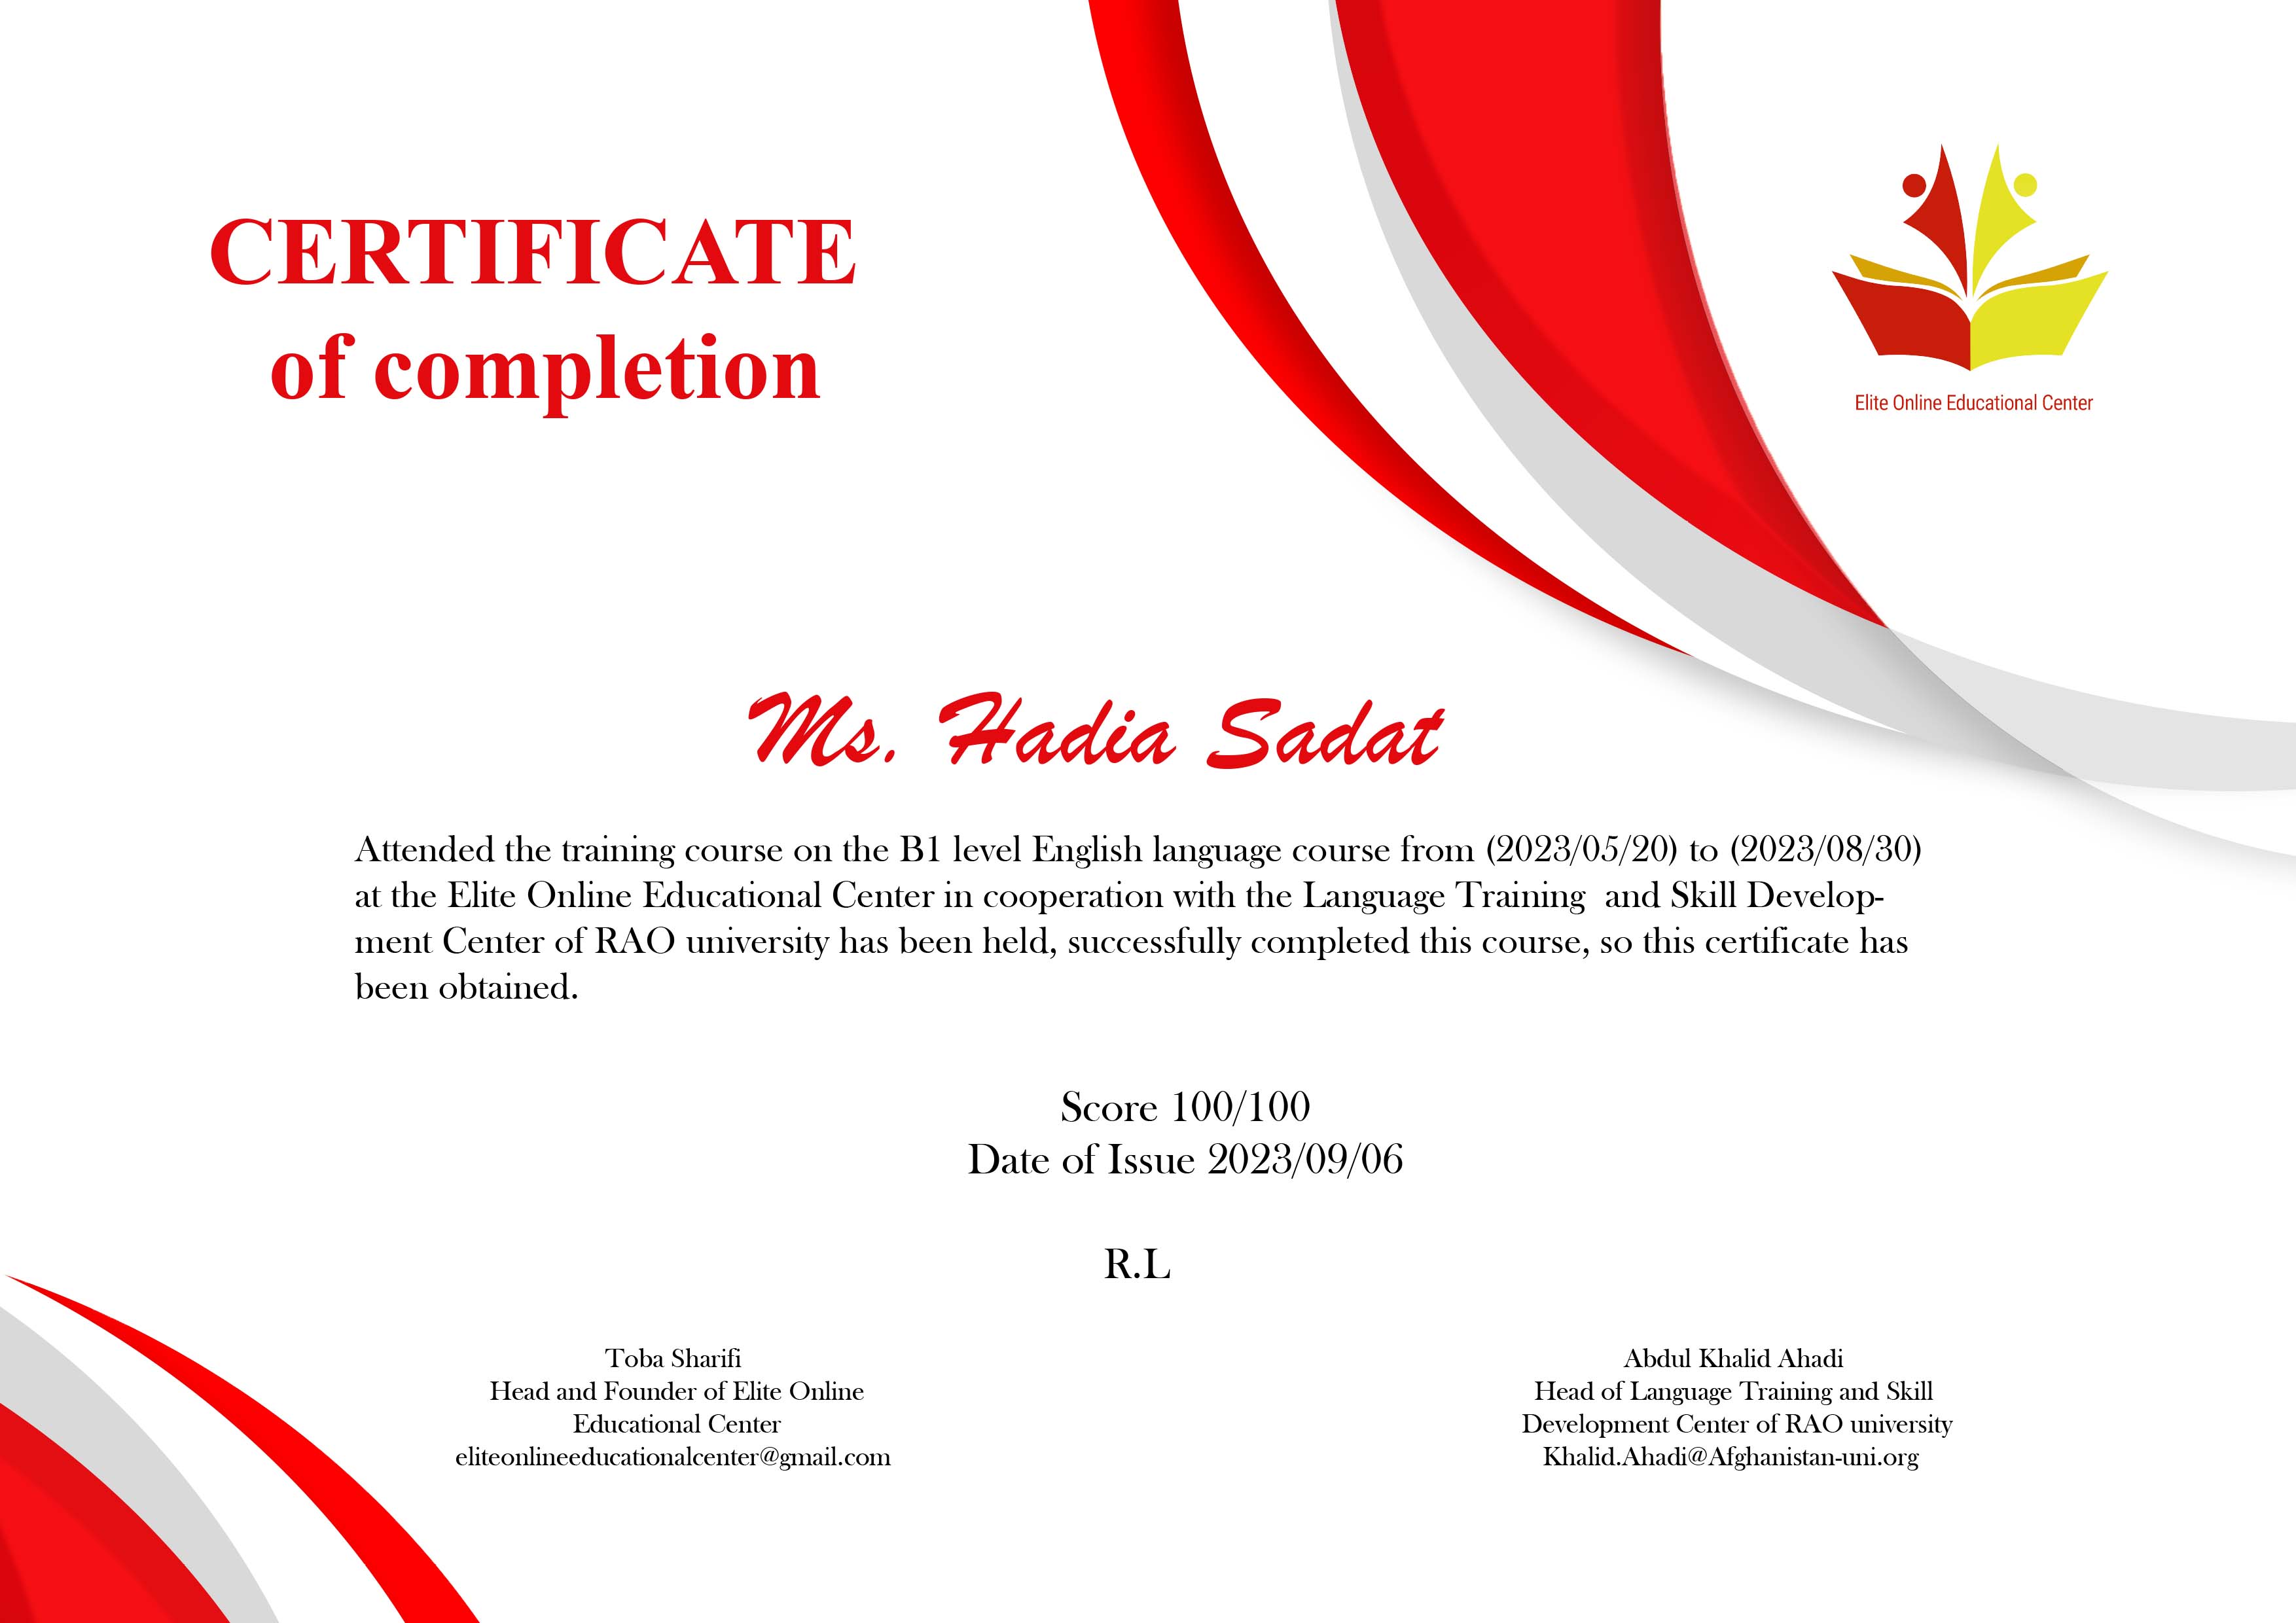 CERTIFICATE
of completion
Elite Online Educational Center
Ms. Hadia Sadat
Attended the training course on the B1 level English language course from (2023/05/20) to (2023/08/30)
at the Elite Online Educational Center in cooperation with the Language Training  and Skill Develop-
ment Center of RAO university has been held, successfully completed this course, so this certificate has
been obtained.
Score 100/100
Date of Issue 2023/09/06
R.L
Toba Sharifi
Head and Founder of Elite Online
Educational Center
eliteonlineeducationalcenter@gmail.com
Abdul Khalid Ahadi
Head of Language Training and Skill
Development Center of RAO university
Khalid.Ahadi@Afghanistan-uni.org